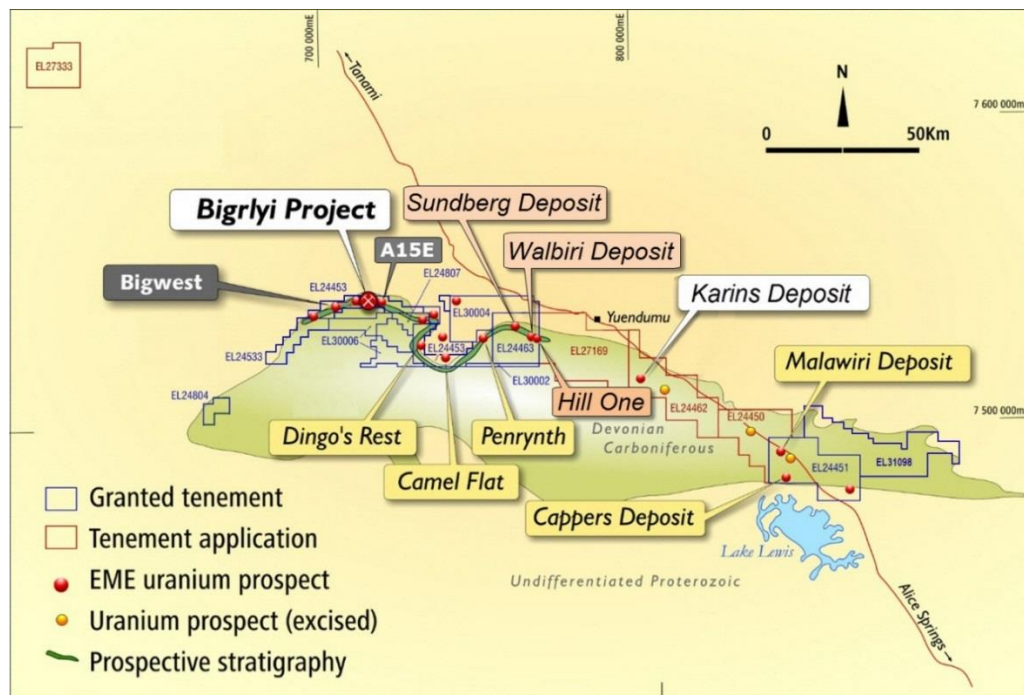 700 000mE
800 000mE
EL27333
Tanami
N
7 600 000m
0 50Km
Bigrlyi Project
Sundberg Deposit
A15E
Walbiri Deposit
Bigwest
EL24453
EL24807
EL30004
Karins Deposit
Yuendumu
EL30006
EL24453
EL24463
EL27169
Malawiri Deposit
EL24533
EL30002
EL24804
Hill One
EL24462
EL24450
7 500 000m
Dingo's Rest
Penrynth
Devonian
Carboniferous
Camel Flat
EL24451
EL31098
Granted tenement
Cappers Deposit
Tenement application
Lake Lewis
EME uranium prospect
Undifferentiated Proterozoic
Uranium prospect (excised)
Alice Springs
Prospective stratigraphy